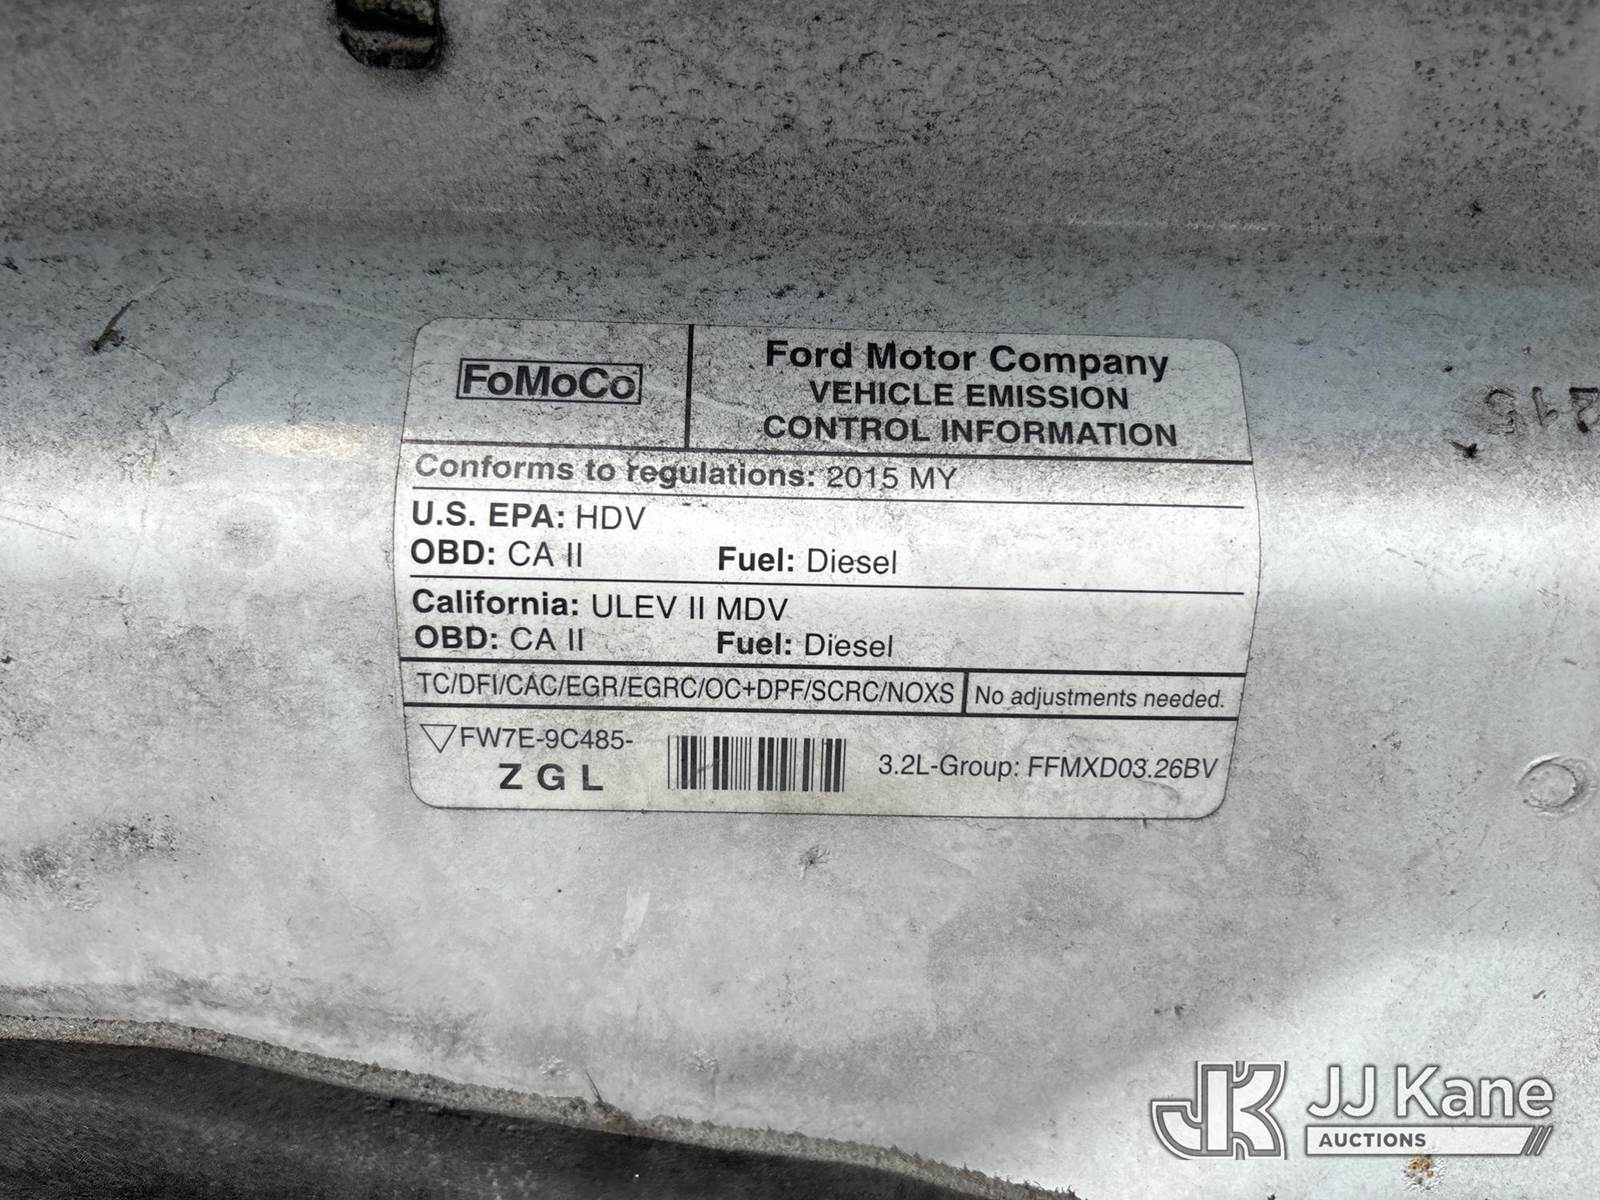 FoMoCo
Ford Motor Company
VEHICLE EMISSION
CONTROL INFORMATION
Conforms to regulations: 2015 MY
U.S. EPA: HDV
OBD: CA II Fuel: Diesel
California: ULEV II MDV
OBD: CA II Fuel: Diesel
TC/DFI/CAC/EGR/EGRC/OC+DPF/SCRC/NOXS No adjustments needed.
FW7E-9C485-
Z G L
3.2L-Group: FFMXD03.26BV
JK JJ Kane
AUCTIONS